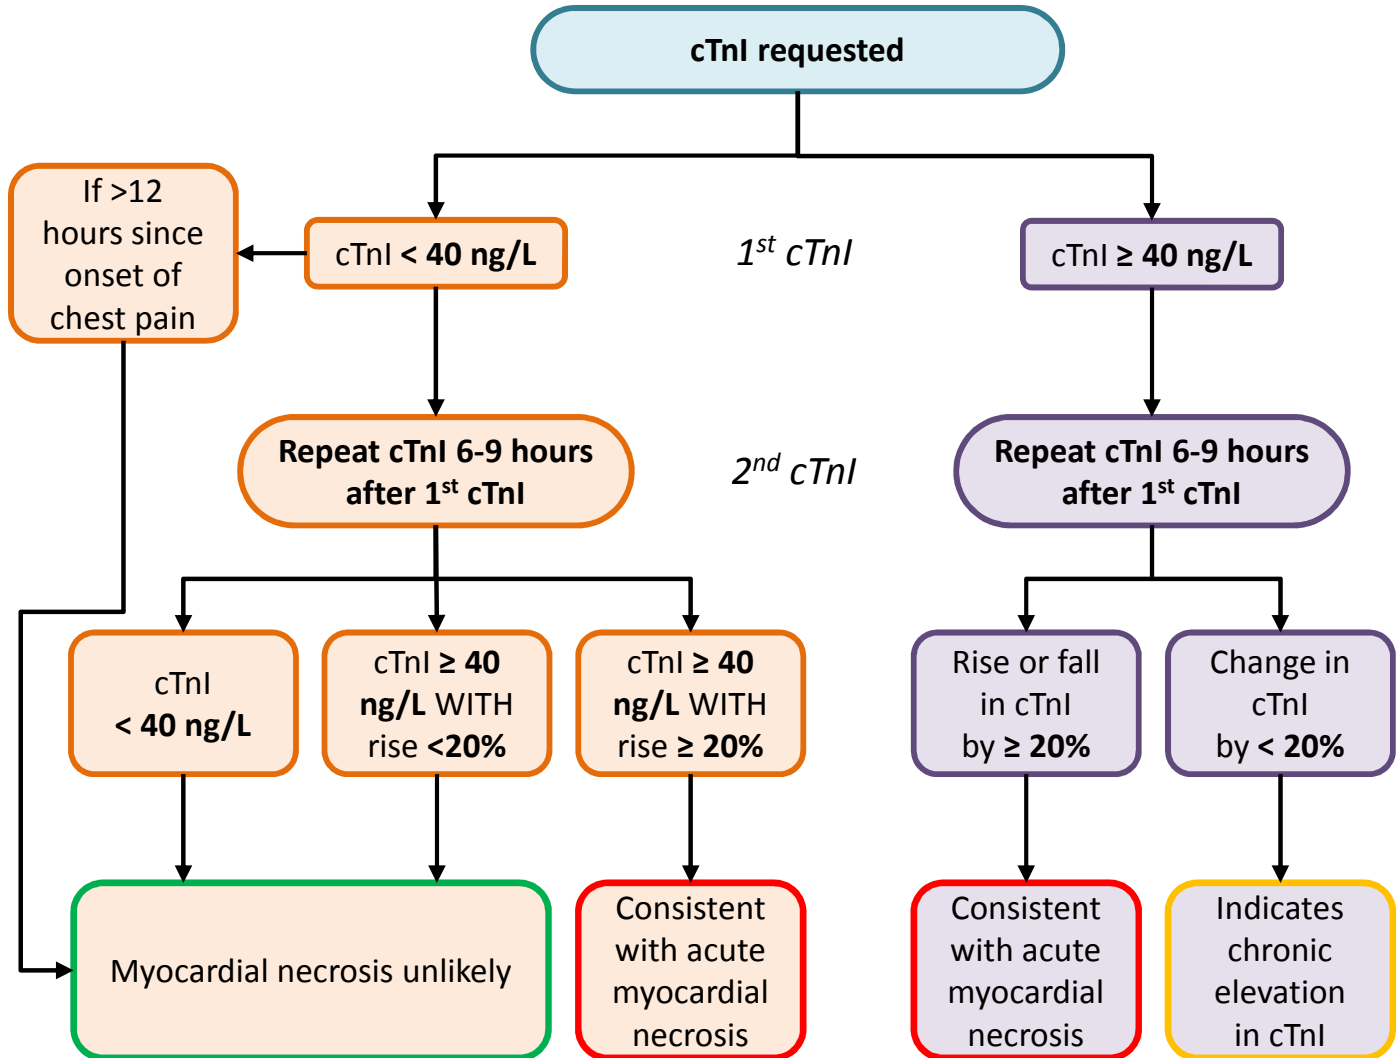 cTnI requested
If >12
hours since
onset of
chest pain
cTnI < 40 ng/L
1st cTnI
cTnI ≥ 40 ng/L
Repeat cTnI 6-9 hours
after 1st cTnI
2nd cTnI
Repeat cTnI 6-9 hours
after 1st cTnI
cTnI
< 40 ng/L
cTnI ≥ 40
ng/L WITH
rise <20%
cTnI ≥ 40
ng/L WITH
rise ≥ 20%
Rise or fall
in cTnI
by ≥ 20%
Change in
cTnI
by < 20%
Myocardial necrosis unlikely
Consistent
with acute
myocardial
necrosis
Consistent
with acute
myocardial
necrosis
Indicates
chronic
elevation
in cTnI